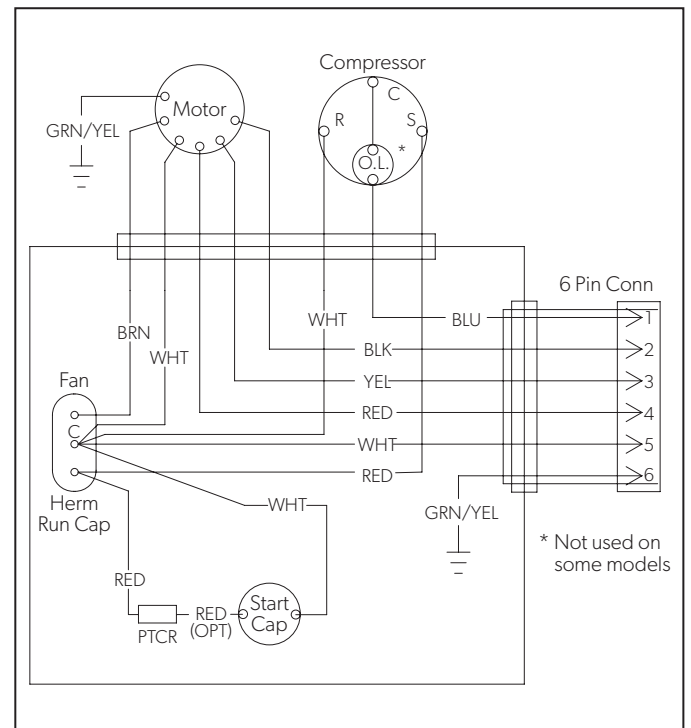 Compressor
Motor
C
R
S
GRN/YEL
O.L.
*
6 Pin Conn
BRN
WHT
WHT
BLU
1
BLK
2
Fan
YEL
3
C
RED
4
WHT
5
RED
6
Herm
Run Cap
WHT
GRN/YEL
* Not used on
some models
RED
Start
Cap
RED
(OPT)
PTCR